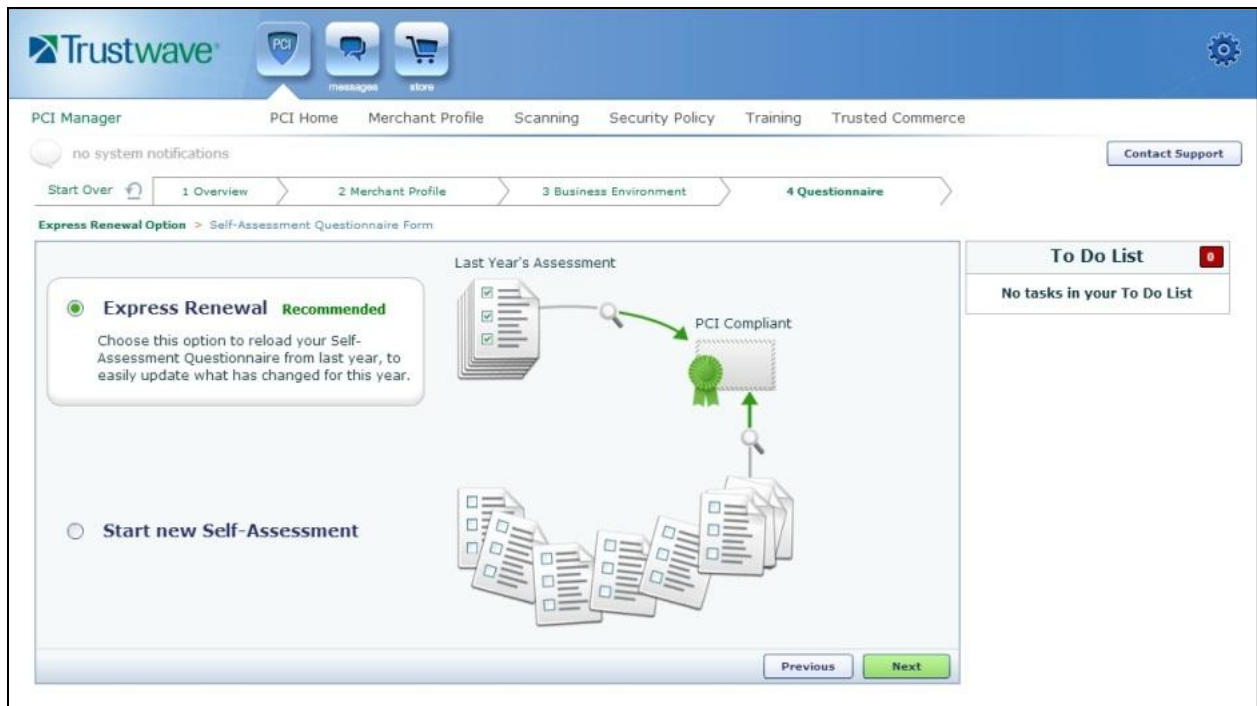 Trustwave
PCI
messages
store
PCI Manager
PCI Home
Merchant Profile
Scanning
Security Policy
Training
Trusted Commerce
no system notifications
Contact Support
Start Over
1 Overview
2 Merchant Profile
3 Business Environment
4 Questionnaire
Express Renewal Option > Self-Assessment Questionnaire Form
Express Renewal Recommended
Choose this option to reload your Self-
Assessment Questionnaire from last year, to
easily update what has changed for this year.
Last Year's Assessment
PCI Compliant
Start new Self-Assessment
Previous
Next
To Do List
0
No tasks in your To Do List